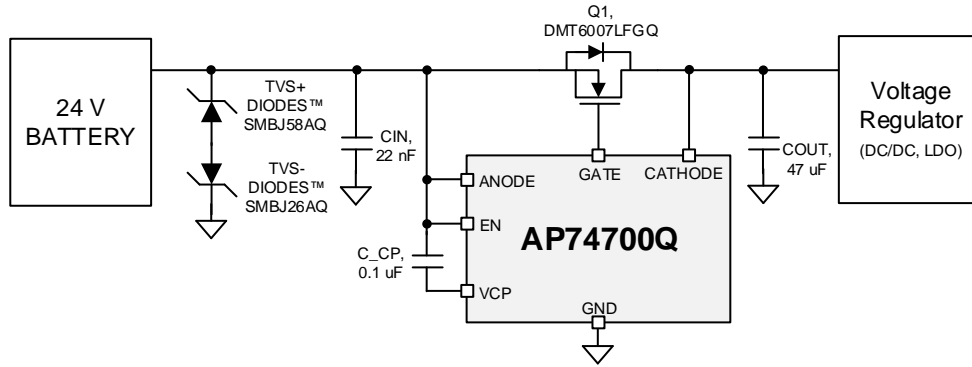 Q1,
DMT6007LFGQ
24 V
BATTERY
TVS+
DIODES™
SMBJ58AQ
TVS-
DIODES™
SMBJ26AQ
CIN,
22 nF
COUT,
47 uF
Voltage
Regulator
(DC/DC, LDO)
ANODE
GATE
CATHODE
EN
AP74700Q
C_CP,
0.1 uF
VCP
GND